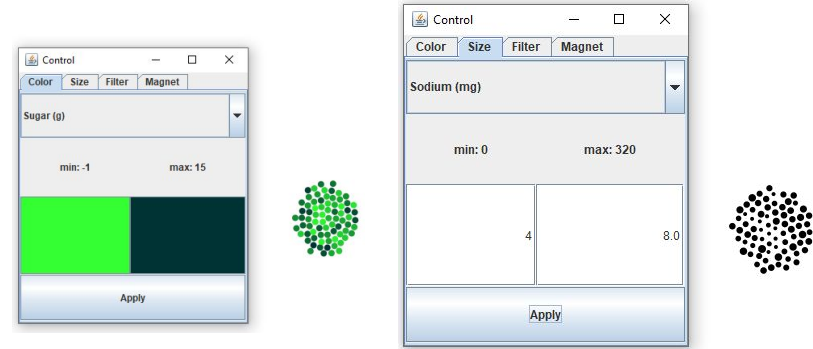 Control
Color Size Filter Magnet
Sugar (g)
min: -1 max: 15
Apply
Control
Color Size Filter Magnet
Sodium (mg)
min: 0 max: 320
4 8.0
Apply